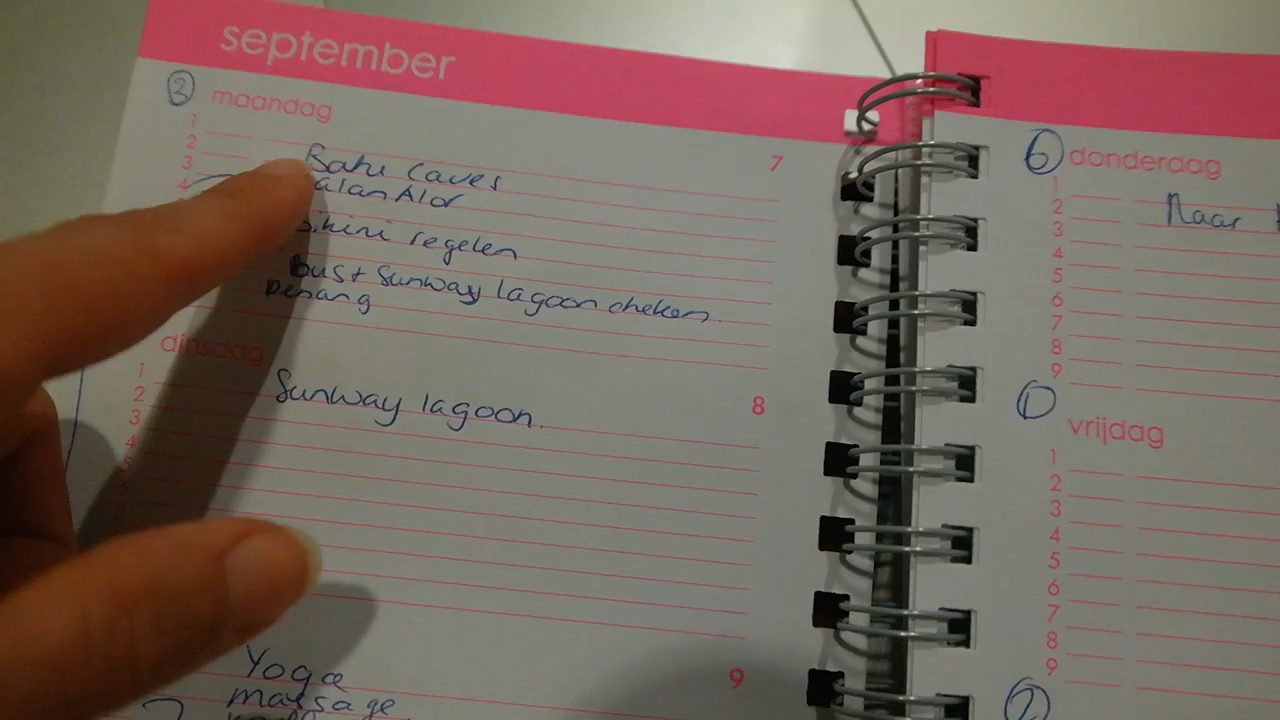 september
3 maandag
7
1
2
3
4
Batu Caves
alan Alor
ikini regelen
bus + Sunway lagoon cheken
Penang
dinsdag
8
1
2
3
4
5
Sunway lagoon.
9
Yoga
massage
6 donderdag
1
2
3
4
5
6
7
8
9
Naar
vrijdag
1
2
3
4
5
6
7
8
9